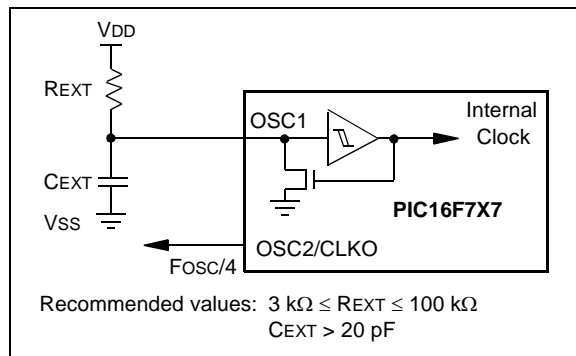 VDD
REXT
CEXT
VSS
OSC1
Internal
Clock
PIC16F7X7
OSC2/CLKO
FOSC/4
Recommended values: 3 kΩ ≤ REXT ≤ 100 kΩ
CEXT > 20 pF